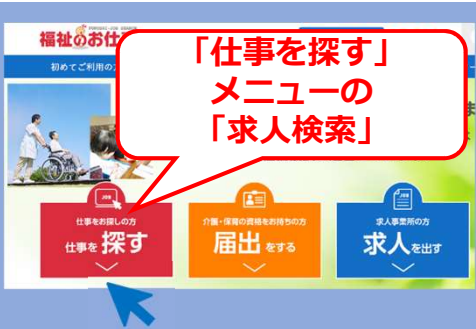 FUKUSHI JOB SEARCH
福祉のお仕
初めてご利用の
「仕事を探す」
メニューの
「求人検索」
JOB
仕事をお探しの方
仕事を 探す
介護・保育の資格をお持ちの方
届出 をする
求人事業所の方
求人を出す